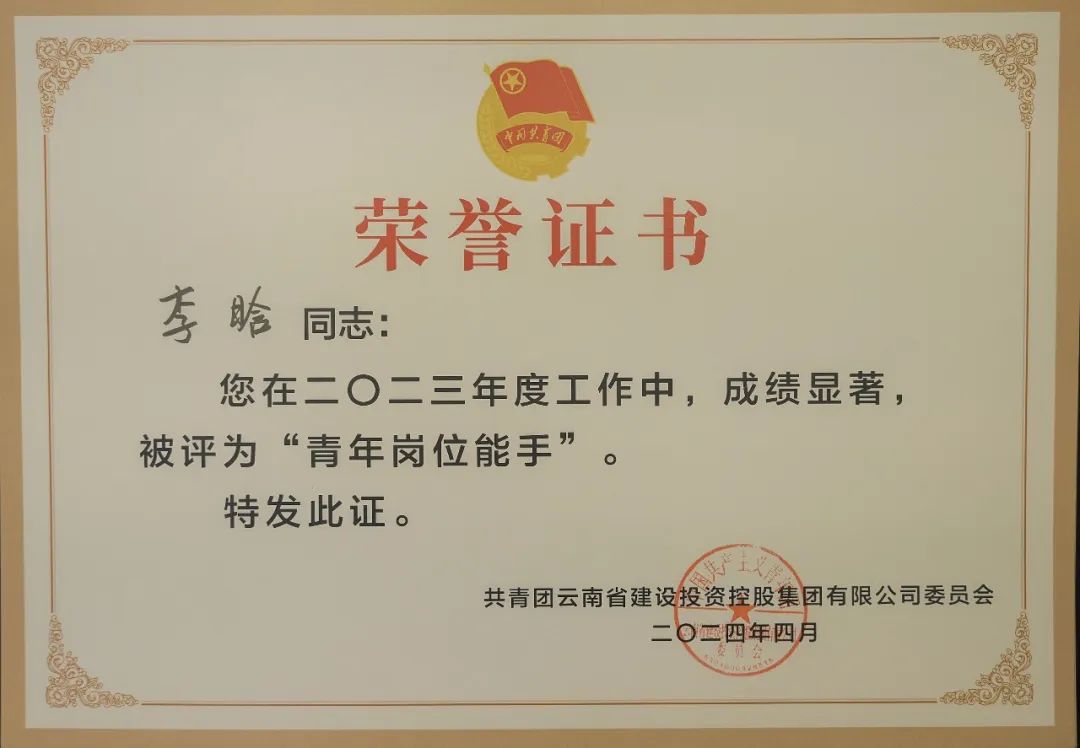 中国共青团
荣誉证书
李晗 同志：
您在二〇二三年度工作中，成绩显著，
被评为“青年岗位能手”。
特发此证。
共青团云南省建设投资控股集团有限公司委员会
二〇二四年四月
委员会